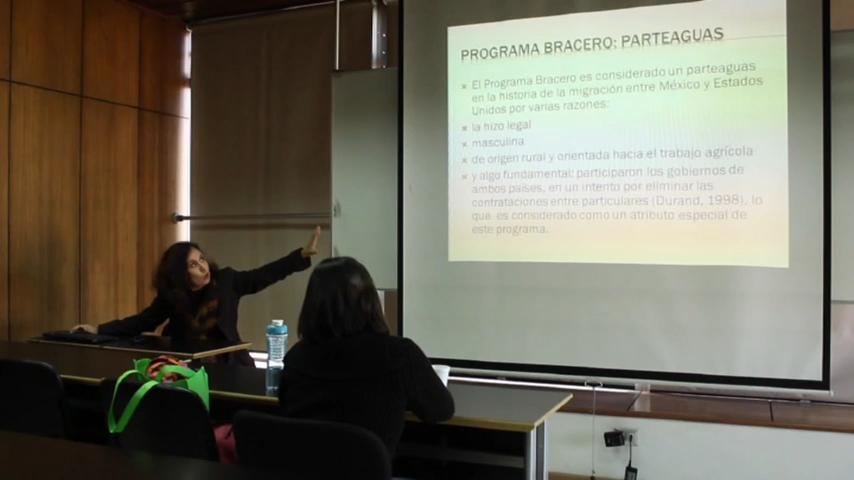 PROGRAMA BRACERO: PARTEAGUAS
El Programa Bracero es considerado un parteaguas
en la historia de la migración entre México y Estados
Unidos por varias razones:
la hizo legal
masculina
de origen rural y orientada hacia el trabajo agrícola
y algo fundamental: participaron los gobiernos de
ambos países, en un intento por eliminar las
contrataciones entre particulares (Durand, 1998), lo
que es considerado como un atributo especial de
este programa.